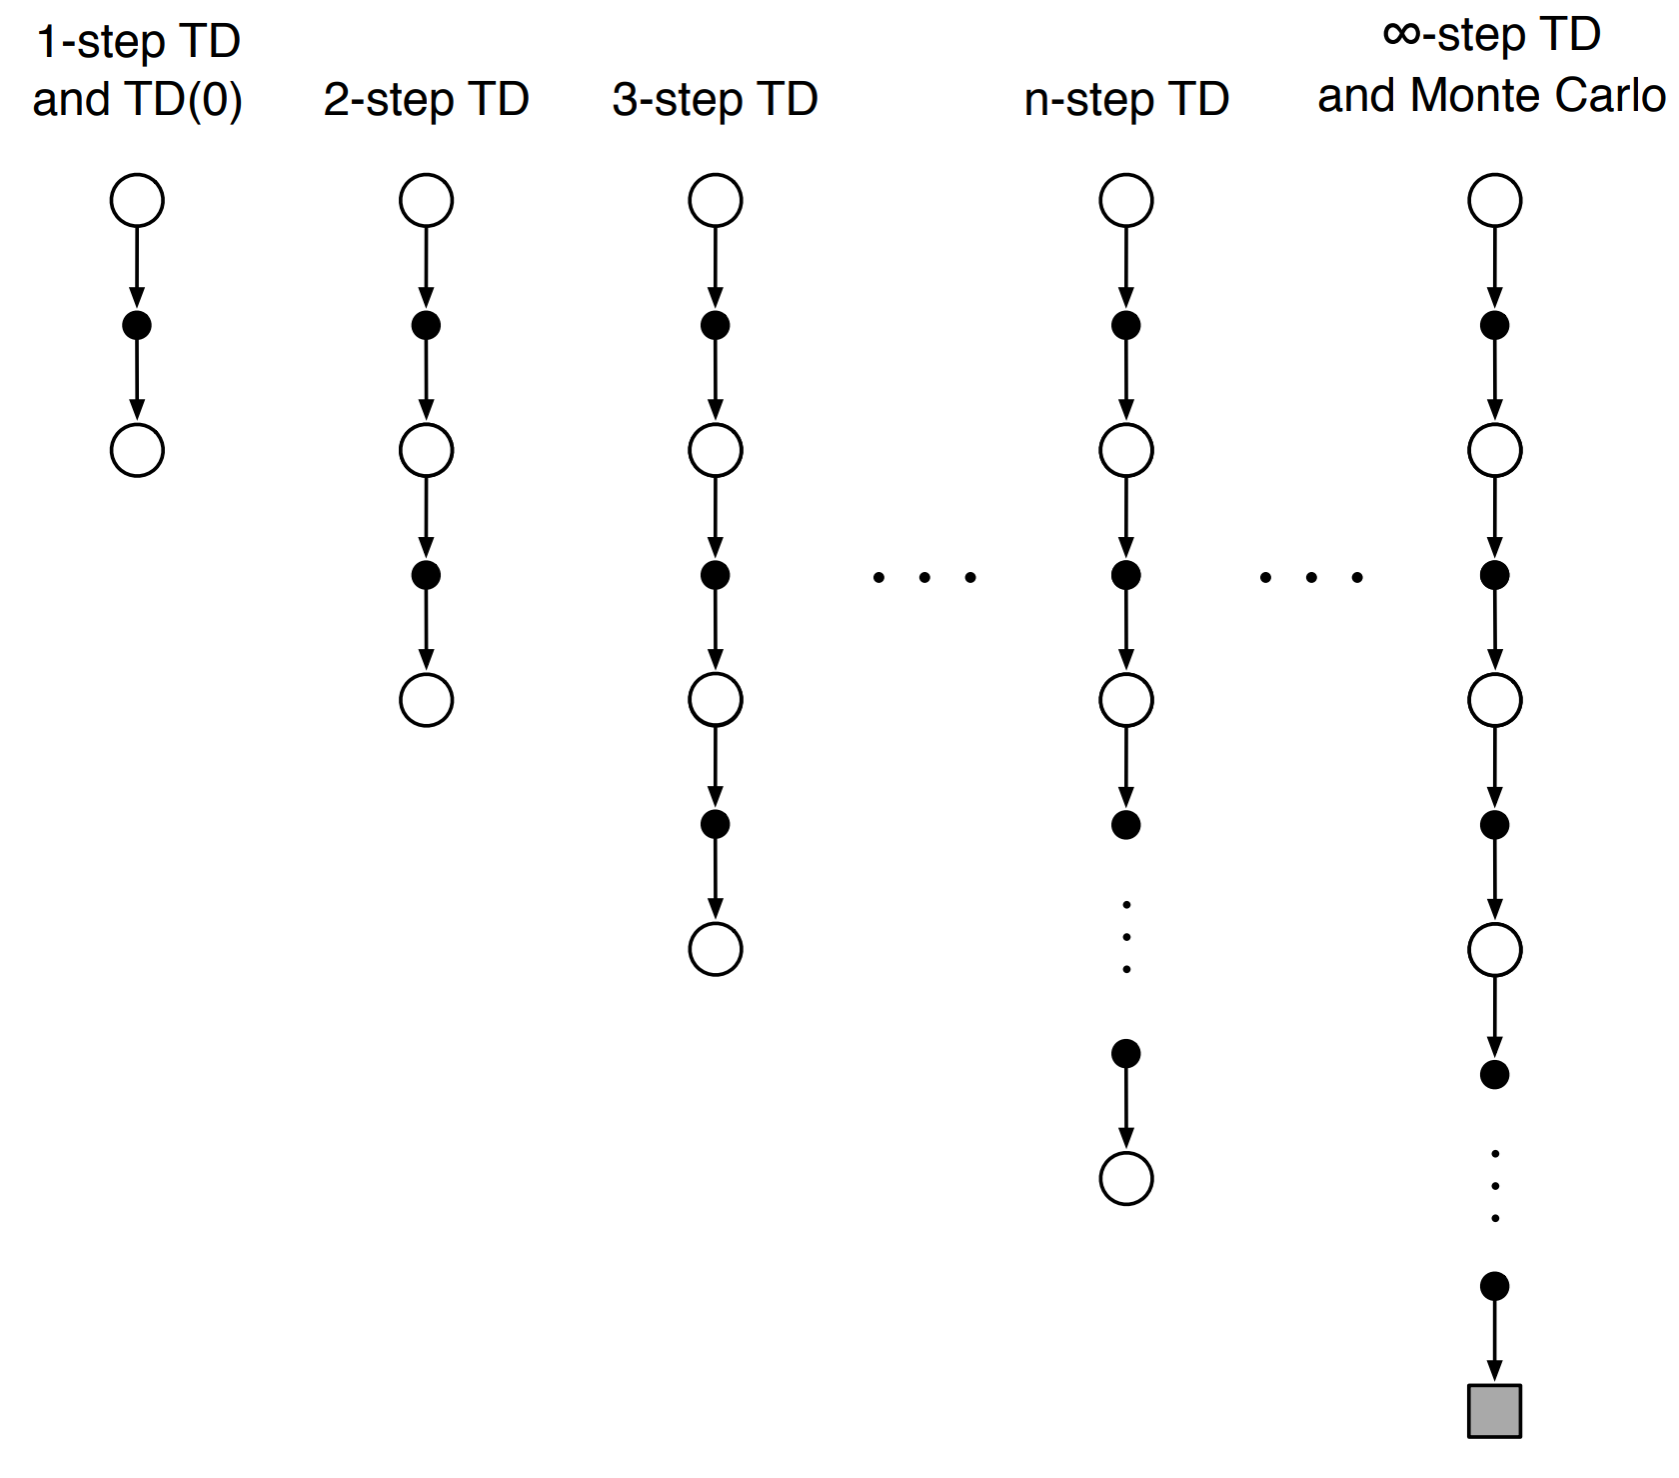 1-step TD
and TD(0)
2-step TD
3-step TD
n-step TD
∞-step TD
and Monte Carlo